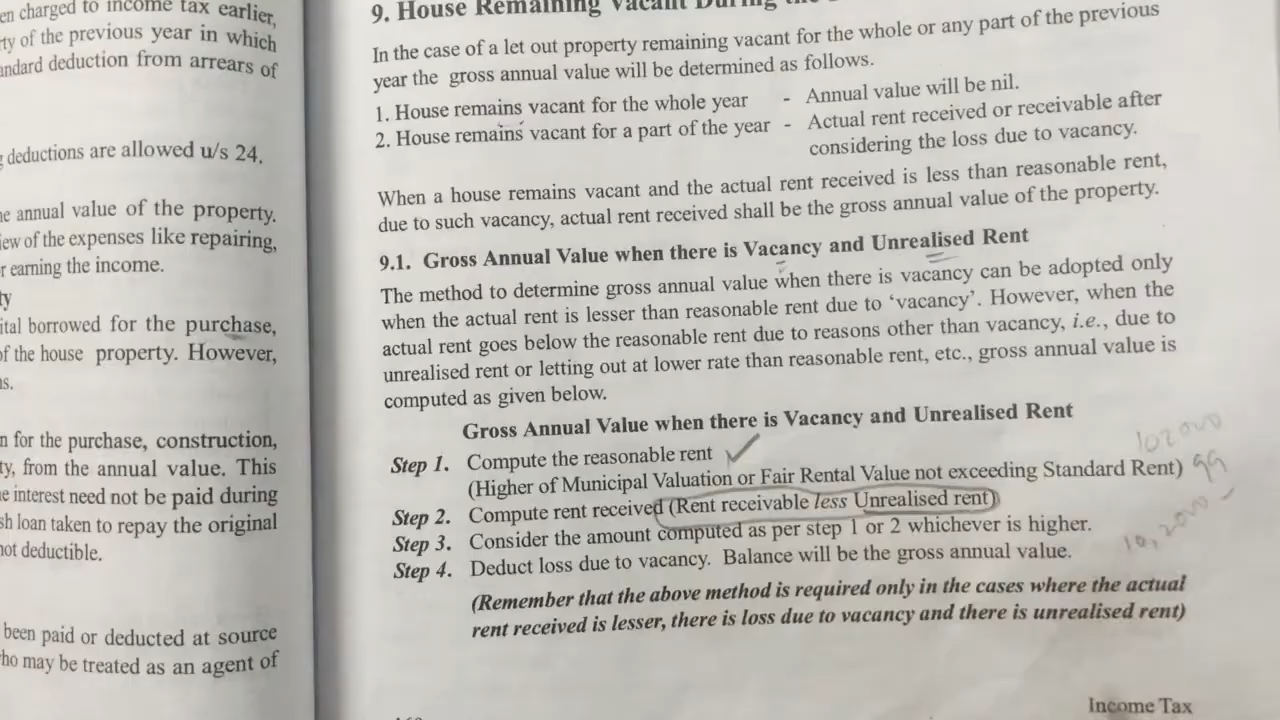 en charged to income tax earlier,
ty of the previous year in which
andard deduction from arrears of
deductions are allowed u/s 24.
e annual value of the property.
iew of the expenses like repairing,
r earning the income.
ty
ital borrowed for the purchase,
of the house property. However,
s.
n for the purchase, construction,
ty, from the annual value. This
e interest need not be paid during
sh loan taken to repay the original
not deductible.
been paid or deducted at source
ho may be treated as an agent of
9. House Remaining Vacant During the
In the case of a let out property remaining vacant for the whole or any part of the previous
year the gross annual value will be determined as follows.
1. House remains vacant for the whole year - Annual value will be nil.
2. House remains vacant for a part of the year - Actual rent received or receivable after
considering the loss due to vacancy.
When a house remains vacant and the actual rent received is less than reasonable rent,
due to such vacancy, actual rent received shall be the gross annual value of the property.
9.1. Gross Annual Value when there is Vacancy and Unrealised Rent
The method to determine gross annual value when there is vacancy can be adopted only
when the actual rent is lesser than reasonable rent due to ‘vacancy’. However, when the
actual rent goes below the reasonable rent due to reasons other than vacancy, i.e., due to
unrealised rent or letting out at lower rate than reasonable rent, etc., gross annual value is
computed as given below.
Gross Annual Value when there is Vacancy and Unrealised Rent
Step 1. Compute the reasonable rent
(Higher of Municipal Valuation or Fair Rental Value not exceeding Standard Rent)
Step 2. Compute rent received (Rent receivable less Unrealised rent)
Step 3. Consider the amount computed as per step 1 or 2 whichever is higher.
Step 4. Deduct loss due to vacancy. Balance will be the gross annual value.
(Remember that the above method is required only in the cases where the actual
rent received is lesser, there is loss due to vacancy and there is unrealised rent)
Income Tax